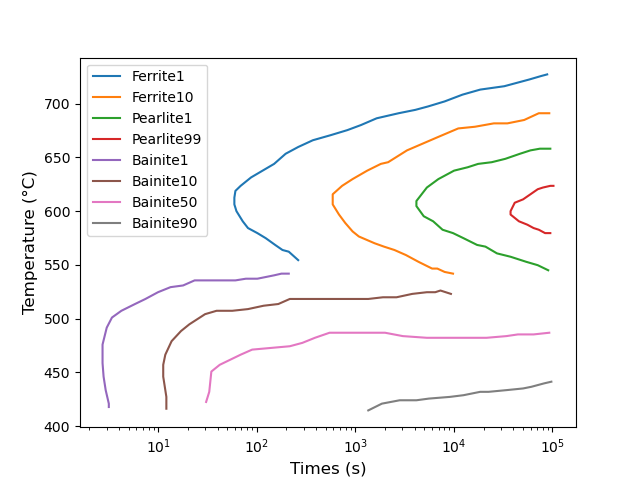 Ferrite1
Ferrite10
Pearlite1
Pearlite99
Bainite1
Bainite10
Bainite50
Bainite90
700
650
600
550
500
450
400
Temperature (°C)
10¹ 10² 10³ 10⁴ 10⁵
Times (s)